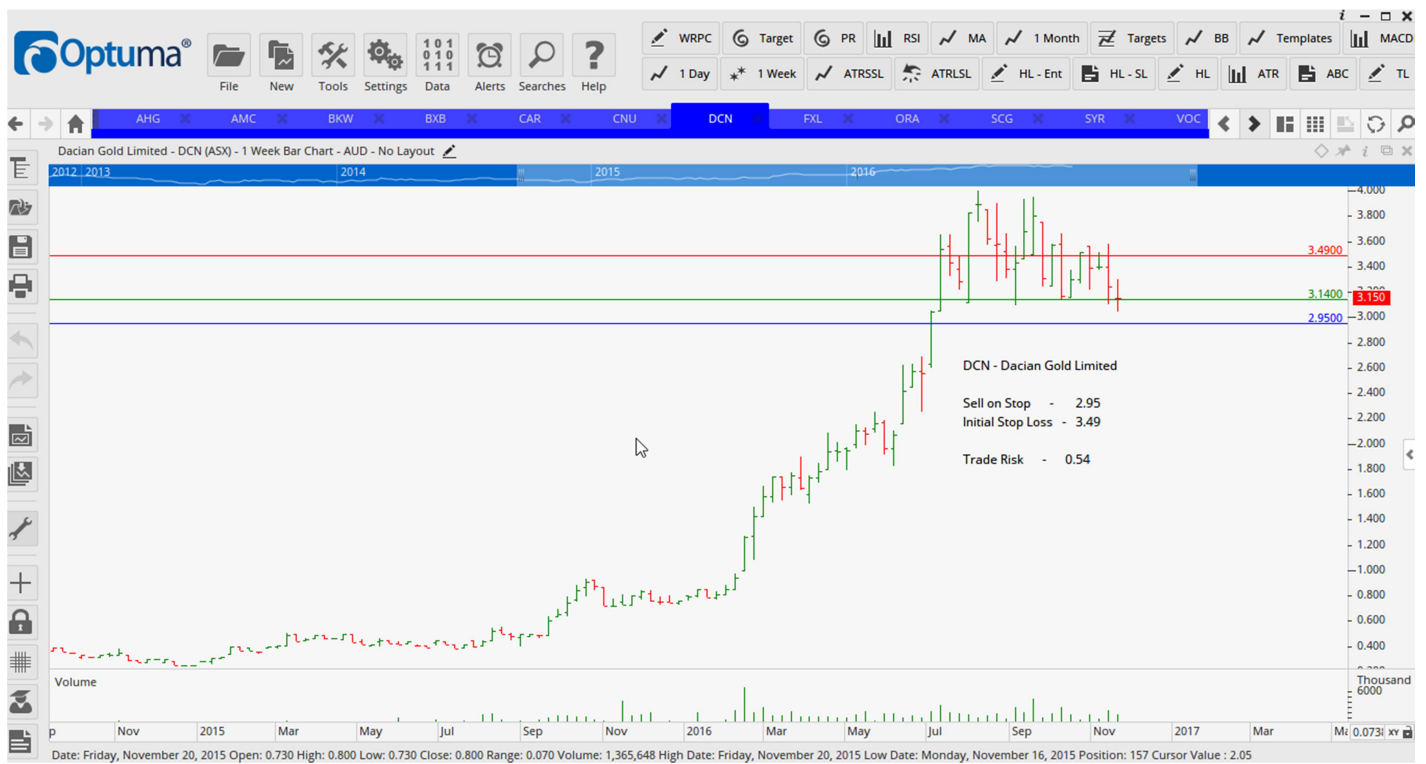 Optuma®
File
New
Tools
Settings
Data
Alerts
Searches
Help
101
010
111
WRPC
Target
PR
RSI
MA
1 Month
Targets
BB
Templates
MACD
1 Day
1 Week
ATRSSL
ATRLSL
HL - Ent
HL - SL
HL
ATR
ABC
TL
AHG
AMC
BKW
BXB
CAR
CNU
DCN
FXL
ORA
SCG
SYR
VOC
Dacian Gold Limited - DCN (ASX) - 1 Week Bar Chart - AUD - No Layout
2012 2013 2014 2015 2016
4.000
3.800
3.600
3.4900
3.400
3.1400
3.150
3.000
2.9500
2.800
2.600
2.400
2.200
2.000
1.800
1.600
1.400
1.200
1.000
0.800
0.600
0.400
DCN - Dacian Gold Limited
Sell on Stop - 2.95
Initial Stop Loss - 3.49
Trade Risk - 0.54
Volume
Thousand
6000
Nov 2015 Mar May Jul Sep Nov 2016 Mar May Jul Sep Nov 2017 Mar
XY
Date: Friday, November 20, 2015 Open: 0.730 High: 0.800 Low: 0.730 Close: 0.800 Range: 0.070 Volume: 1,365,648 High Date: Friday, November 20, 2015 Low Date: Monday, November 16, 2015 Position: 157 Cursor Value : 2.05